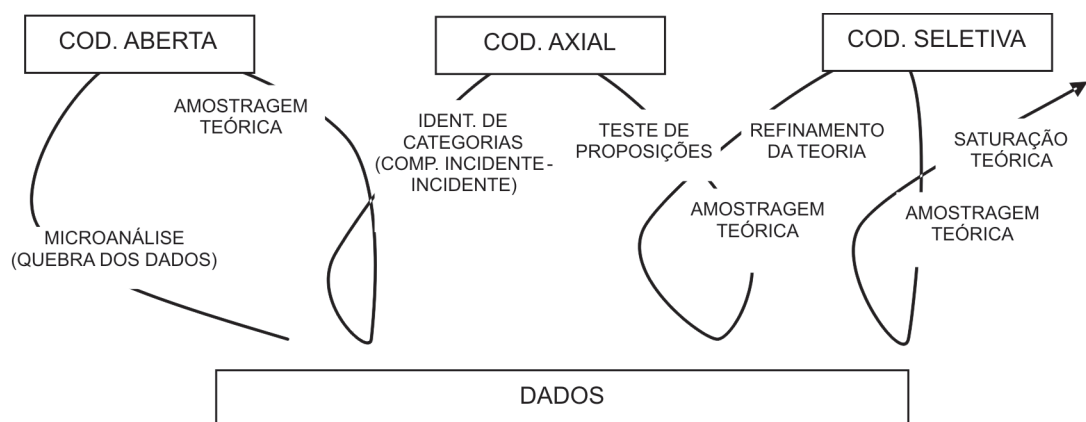 COD. ABERTA
COD. AXIAL
COD. SELETIVA
AMOSTRAGEM
TEÓRICA
IDENT. DE
CATEGORIAS
(COMP. INCIDENTE-
INCIDENTE)
TESTE DE
PROPOSIÇÕES
REFINAMENTO
DA TEORIA
SATURAÇÃO
TEÓRICA
MICROANÁLISE
(QUEBRA DOS DADOS)
AMOSTRAGEM
TEÓRICA
AMOSTRAGEM
TEÓRICA
DADOS